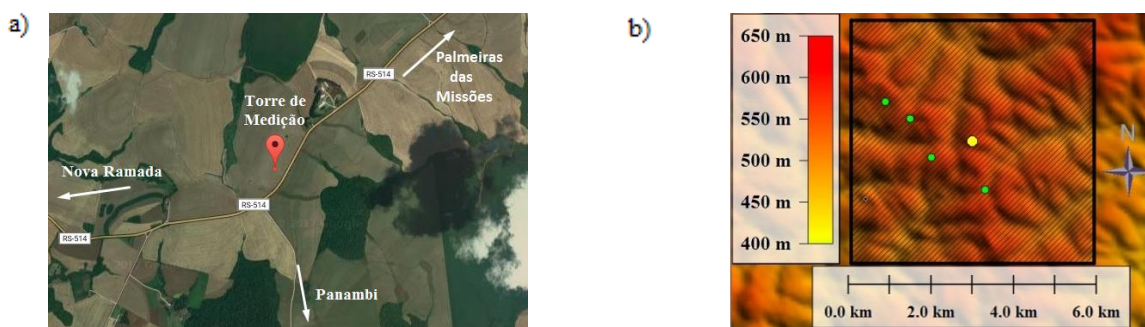 a)
RS-514
Palmeiras
das
Missões
Torre de
Medição
Nova Ramada
RS-514
RS-514
Panambi
b)
650 m
600 m
550 m
500 m
450 m
400 m
N
0.0 km
2.0 km
4.0 km
6.0 km